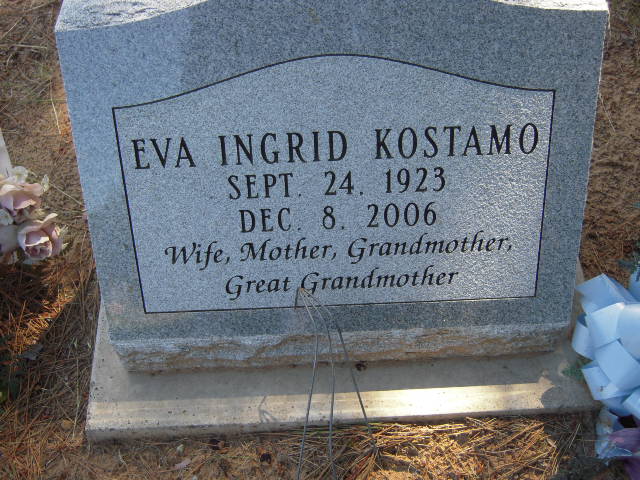 EVA INGRID KOSTAMO
SEPT. 24. 1923
DEC. 8. 2006
Wife, Mother, Grandmother,
Great Grandmother